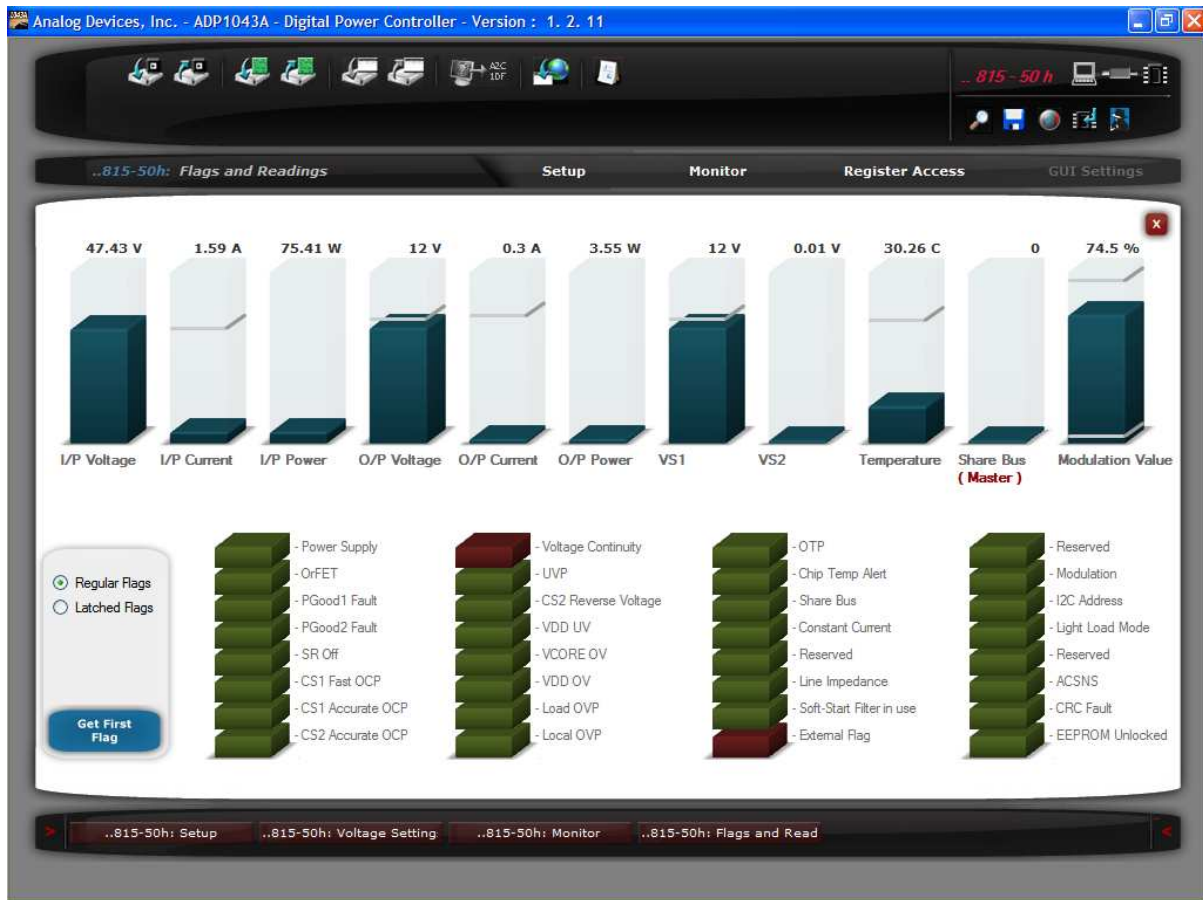 Analog Devices, Inc. - ADP1043A - Digital Power Controller - Version : 1. 2. 11
A2C
1DF
.. 815 - 50 h
..815-50h: Flags and Readings
Setup
Monitor
Register Access
GUI Settings
X
47.43 V 1.59 A 75.41 W 12 V 0.3 A 3.55 W 12 V 0.01 V 30.26 C 0 74.5 %
I/P Voltage I/P Current I/P Power O/P Voltage O/P Current O/P Power VS1 VS2 Temperature Share Bus Modulation Value
( Master )
Regular Flags
Latched Flags
Get First
Flag
- Power Supply
- OrFET
- PGood1 Fault
- PGood2 Fault
- SR Off
- CS1 Fast OCP
- CS1 Accurate OCP
- CS2 Accurate OCP
- Voltage Continuity
- UVP
- CS2 Reverse Voltage
- VDD UV
- VCORE OV
- VDD OV
- Load OVP
- Local OVP
- OTP
- Chip Temp Alert
- Share Bus
- Constant Current
- Reserved
- Line Impedance
- Soft-Start Filter in use
- External Flag
- Reserved
- Modulation
- I2C Address
- Light Load Mode
- Reserved
- ACSNS
- CRC Fault
- EEPROM Unlocked
> ..815-50h: Setup ..815-50h: Voltage Setting ..815-50h: Monitor ..815-50h: Flags and Read <